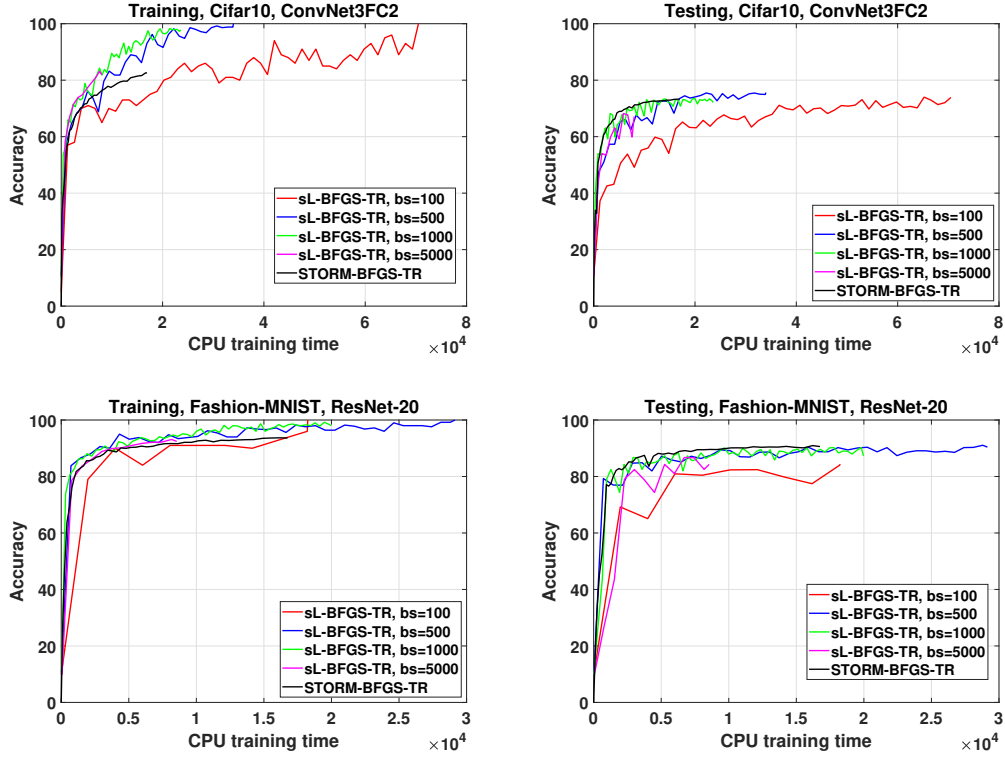 Training, Cifar10, ConvNet3FC2
100
80
60
40
20
0
Accuracy
sL-BFGS-TR, bs=100
sL-BFGS-TR, bs=500
sL-BFGS-TR, bs=1000
sL-BFGS-TR, bs=5000
STORM-BFGS-TR
0 1 2 3 4 5 6 7 8
CPU training time
×10^4
Testing, Cifar10, ConvNet3FC2
100
80
60
40
20
0
Accuracy
sL-BFGS-TR, bs=100
sL-BFGS-TR, bs=500
sL-BFGS-TR, bs=1000
sL-BFGS-TR, bs=5000
STORM-BFGS-TR
0 1 2 3 4 5 6 7 8
CPU training time
×10^4
Training, Fashion-MNIST, ResNet-20
100
80
60
40
20
0
Accuracy
sL-BFGS-TR, bs=100
sL-BFGS-TR, bs=500
sL-BFGS-TR, bs=1000
sL-BFGS-TR, bs=5000
STORM-BFGS-TR
0 0.5 1 1.5 2 2.5 3
CPU training time
×10^4
Testing, Fashion-MNIST, ResNet-20
100
80
60
40
20
0
Accuracy
sL-BFGS-TR, bs=100
sL-BFGS-TR, bs=500
sL-BFGS-TR, bs=1000
sL-BFGS-TR, bs=5000
STORM-BFGS-TR
0 0.5 1 1.5 2 2.5 3
CPU training time
×10^4